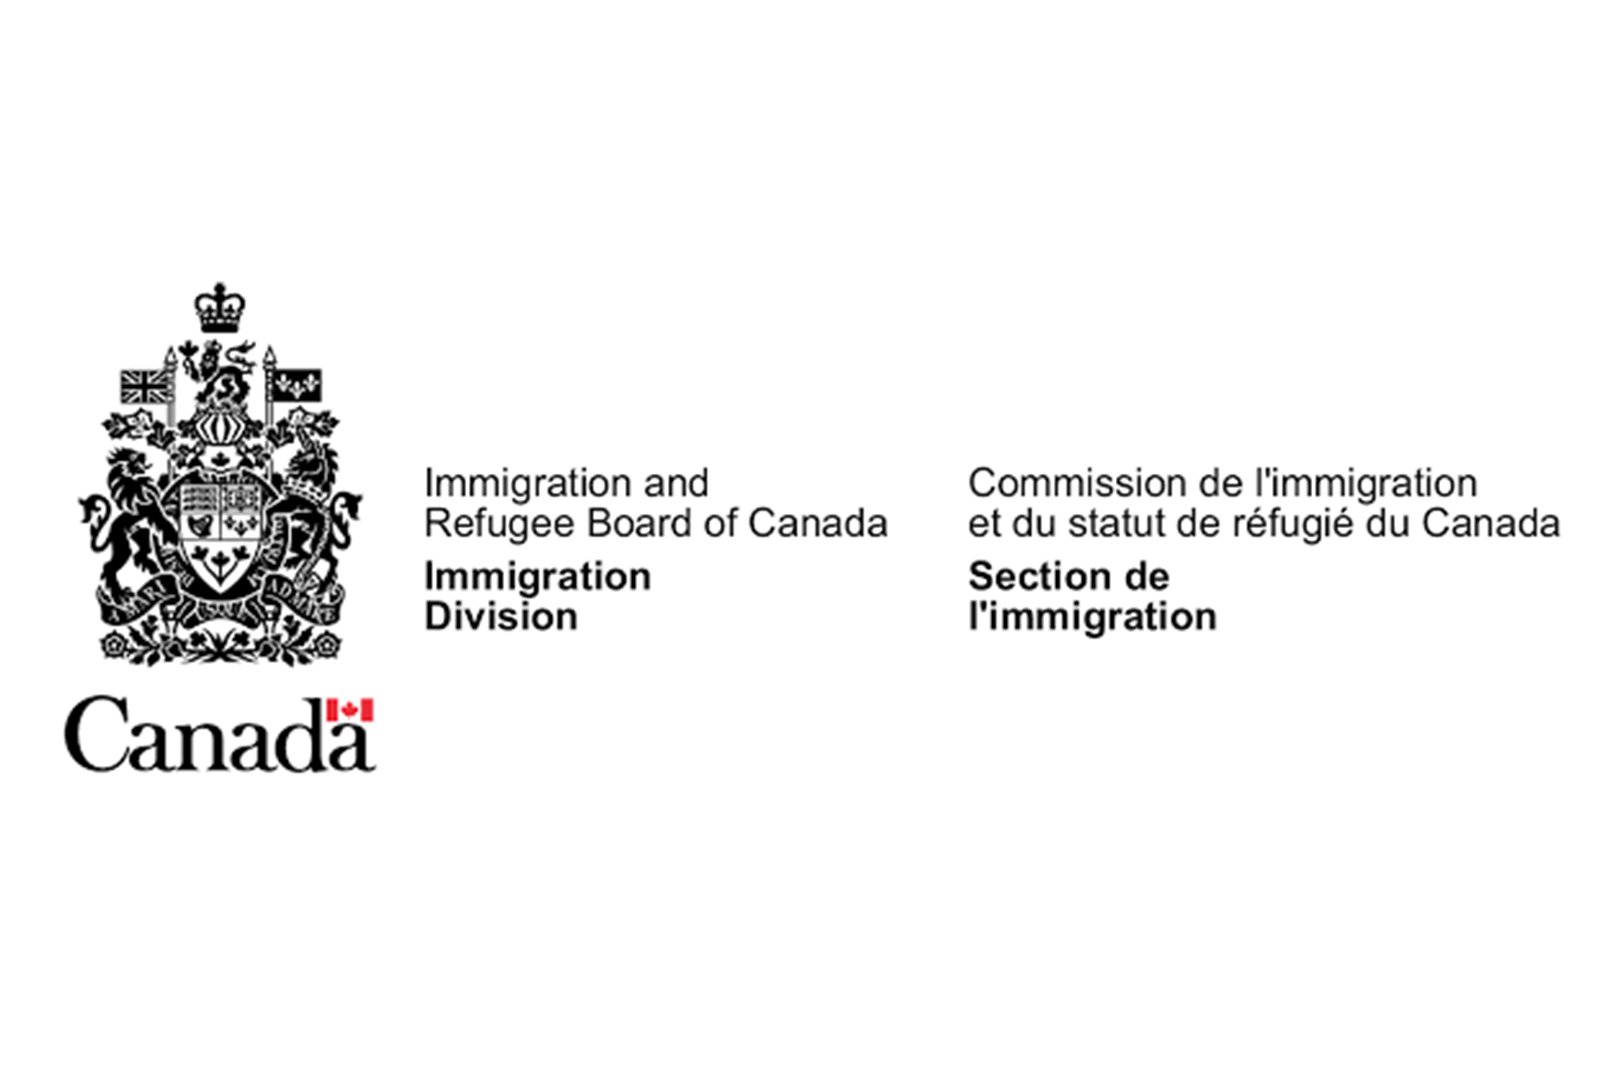 Immigration and
Refugee Board of Canada
Immigration
Division
Commission de l'immigration
et du statut de réfugié du Canada
Section de
l'immigration
Canada